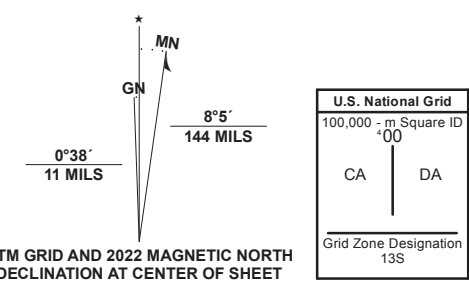 ★
MN
GN
8°5´
144 MILS
0°38´
11 MILS
TM GRID AND 2022 MAGNETIC NORTH
DECLINATION AT CENTER OF SHEET
U.S. National Grid
100,000 - m Square ID
⁴00
CA
DA
Grid Zone Designation
13S